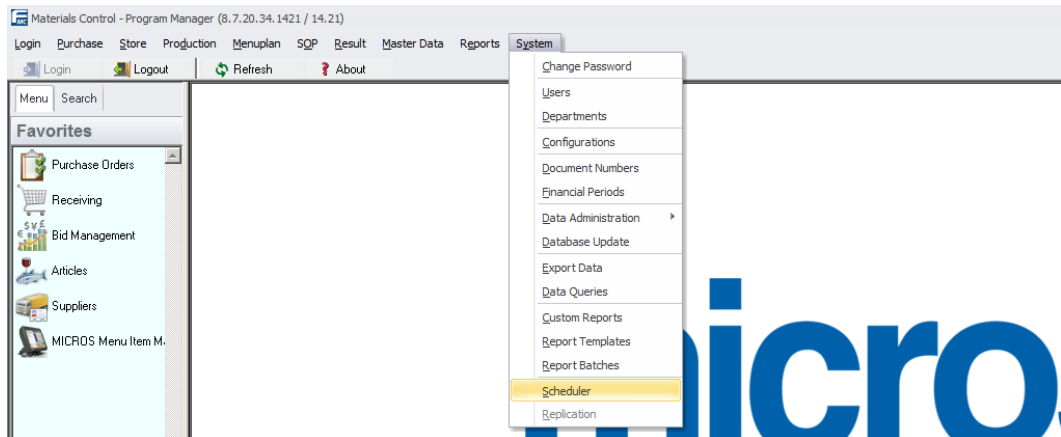 Materials Control - Program Manager (8.7.20.34.1421 / 14.21)
Login Purchase Store Production Menuplan SOP Result Master Data Reports System
Login Logout Refresh About
Menu Search
Favorites
Purchase Orders
Receiving
Bid Management
Articles
Suppliers
MICROS Menu Item M
Change Password
Users
Departments
Configurations
Document Numbers
Financial Periods
Data Administration
Database Update
Export Data
Data Queries
Custom Reports
Report Templates
Report Batches
Scheduler
Replication
micros